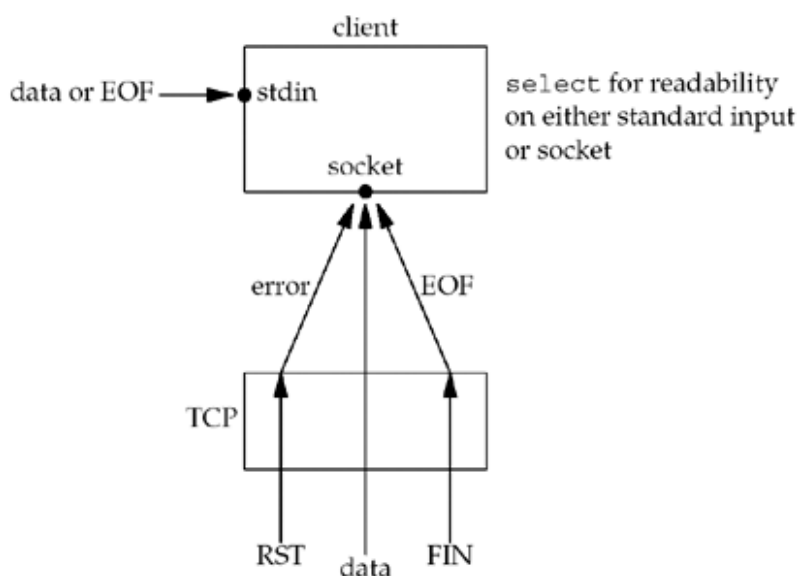 client
data or EOF
stdin
select for readability
on either standard input
or socket
socket
error
EOF
TCP
RST
data
FIN